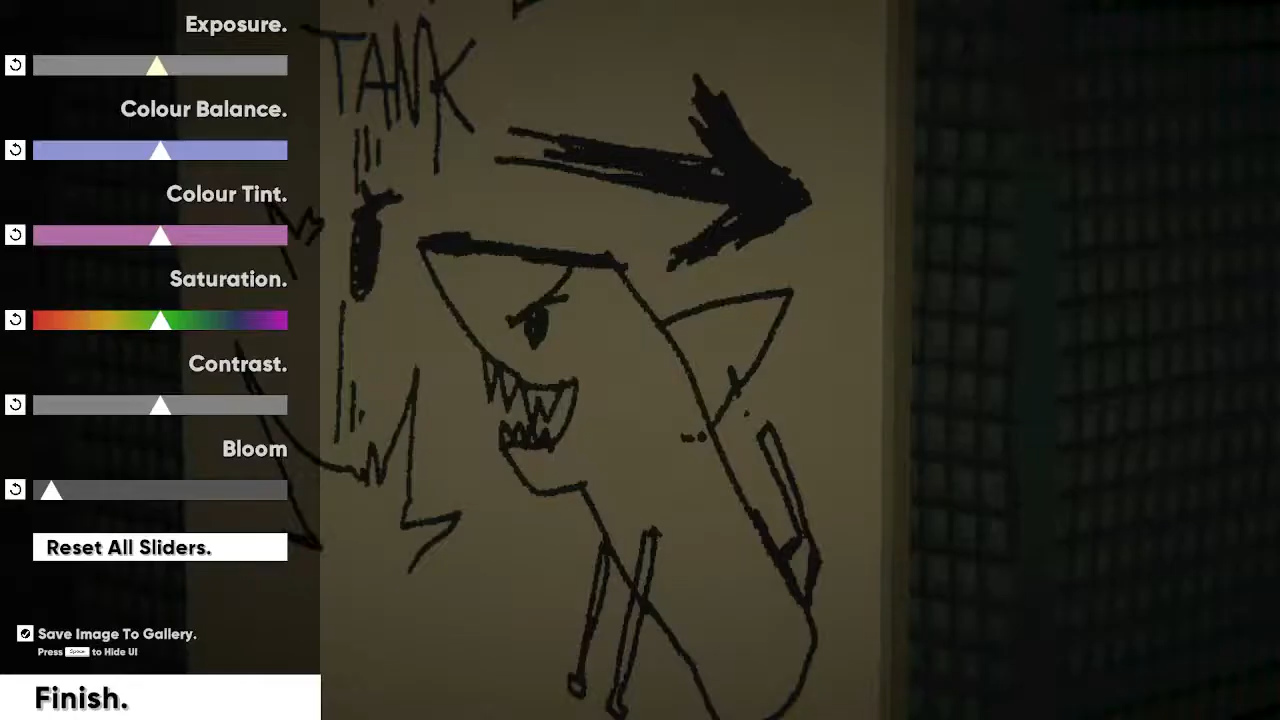 Exposure.
TANK
Colour Balance.
Colour Tint.
Saturation.
Contrast.
Bloom
Reset All Sliders.
Save Image To Gallery.
Press Space to Hide UI
Finish.